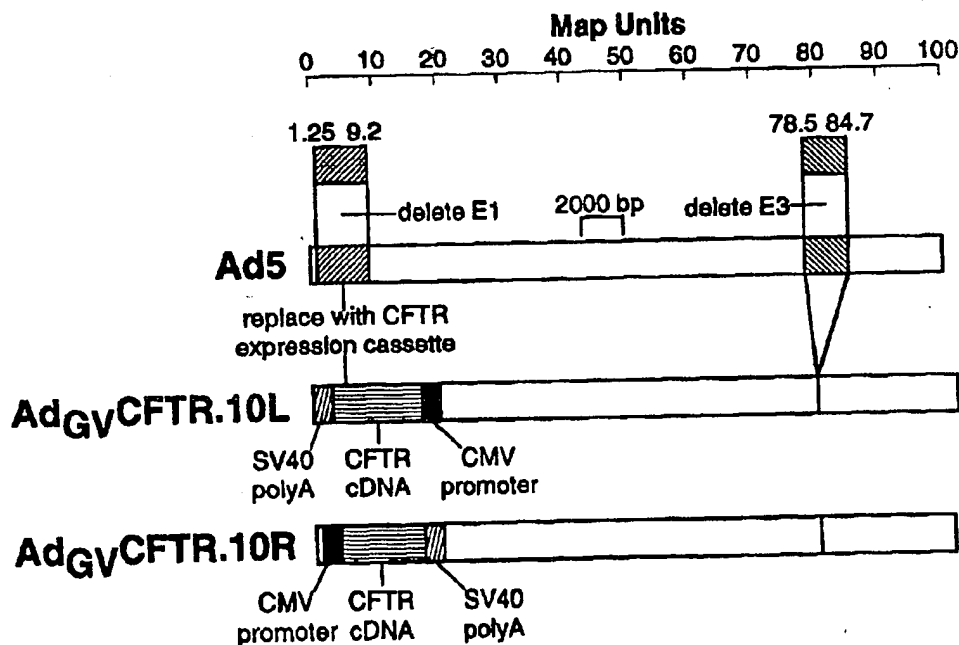 Map Units
0 10 20 30 40 50 60 70 80 90 100
1.25 9.2
78.5 84.7
delete E1
2000 bp
delete E3
Ad5
replace with CFTR
expression cassette
AdGVCFTR.10L
SV40
polyA
CFTR
cDNA
CMV
promoter
AdGVCFTR.10R
CMV
promoter
CFTR
cDNA
SV40
polyA